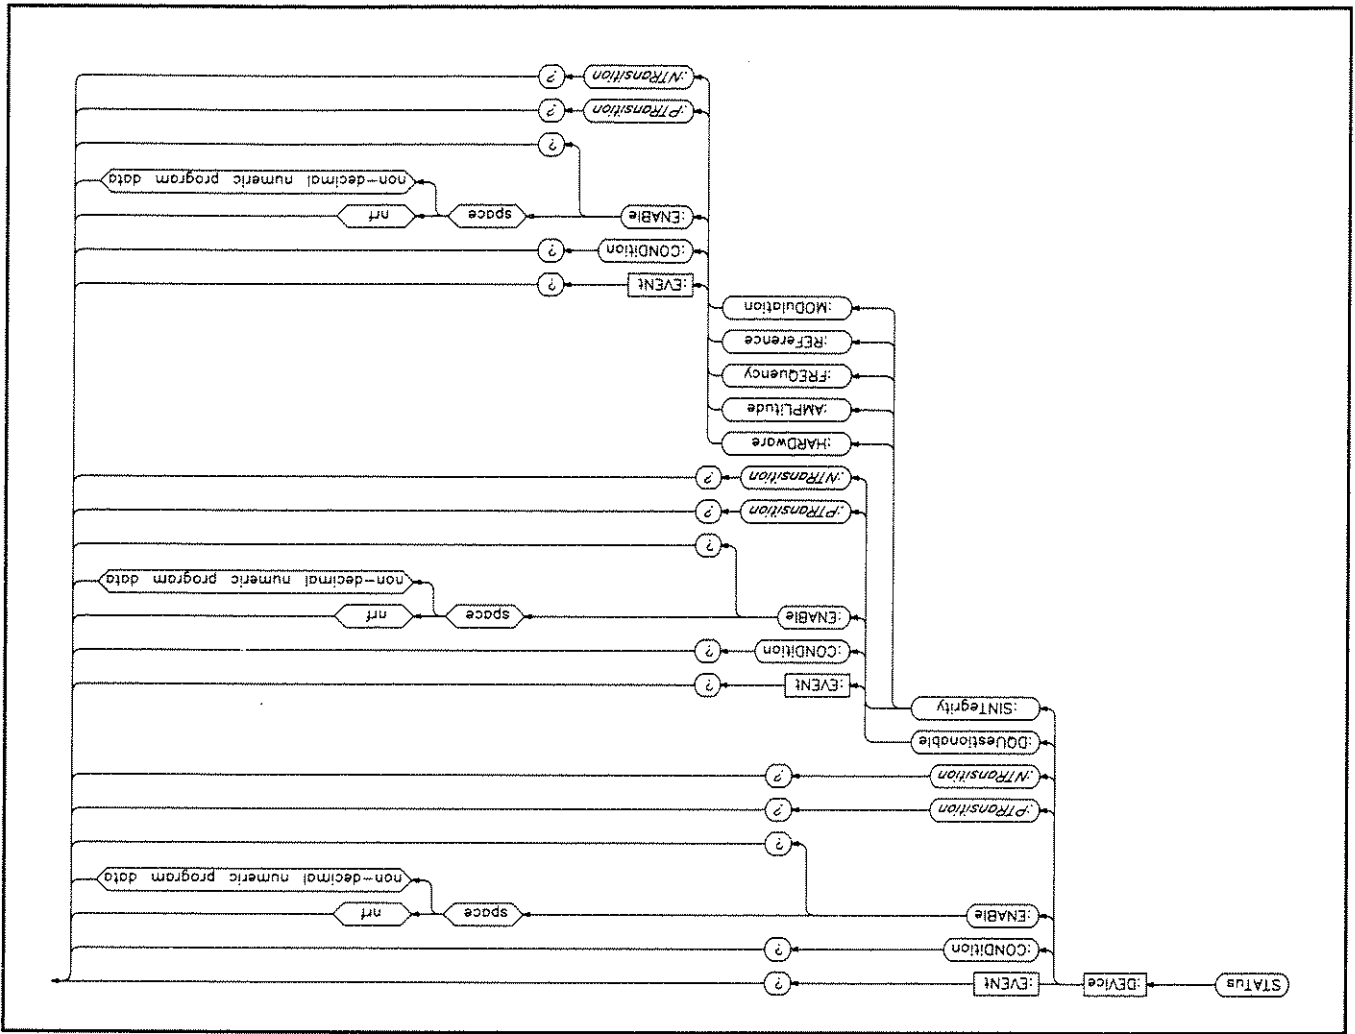 STATus :DEVice :EVENt ?
:CONDition ?
:ENABle space nrf
non-decimal numeric program data
?
:PTRansition ?
:NTRansition ?
:DQUestionable
:SINTegrity
:EVENt ?
:CONDition ?
:ENABle space nrf
non-decimal numeric program data
?
:PTRansition ?
:NTRansition ?
:HARDware
:AMPLitude
:FREQuency
:REFerence
:MODulation
:EVENt ?
:CONDition ?
:ENABle space nrf
non-decimal numeric program data
?
:PTRansition ?
:NTRansition ?